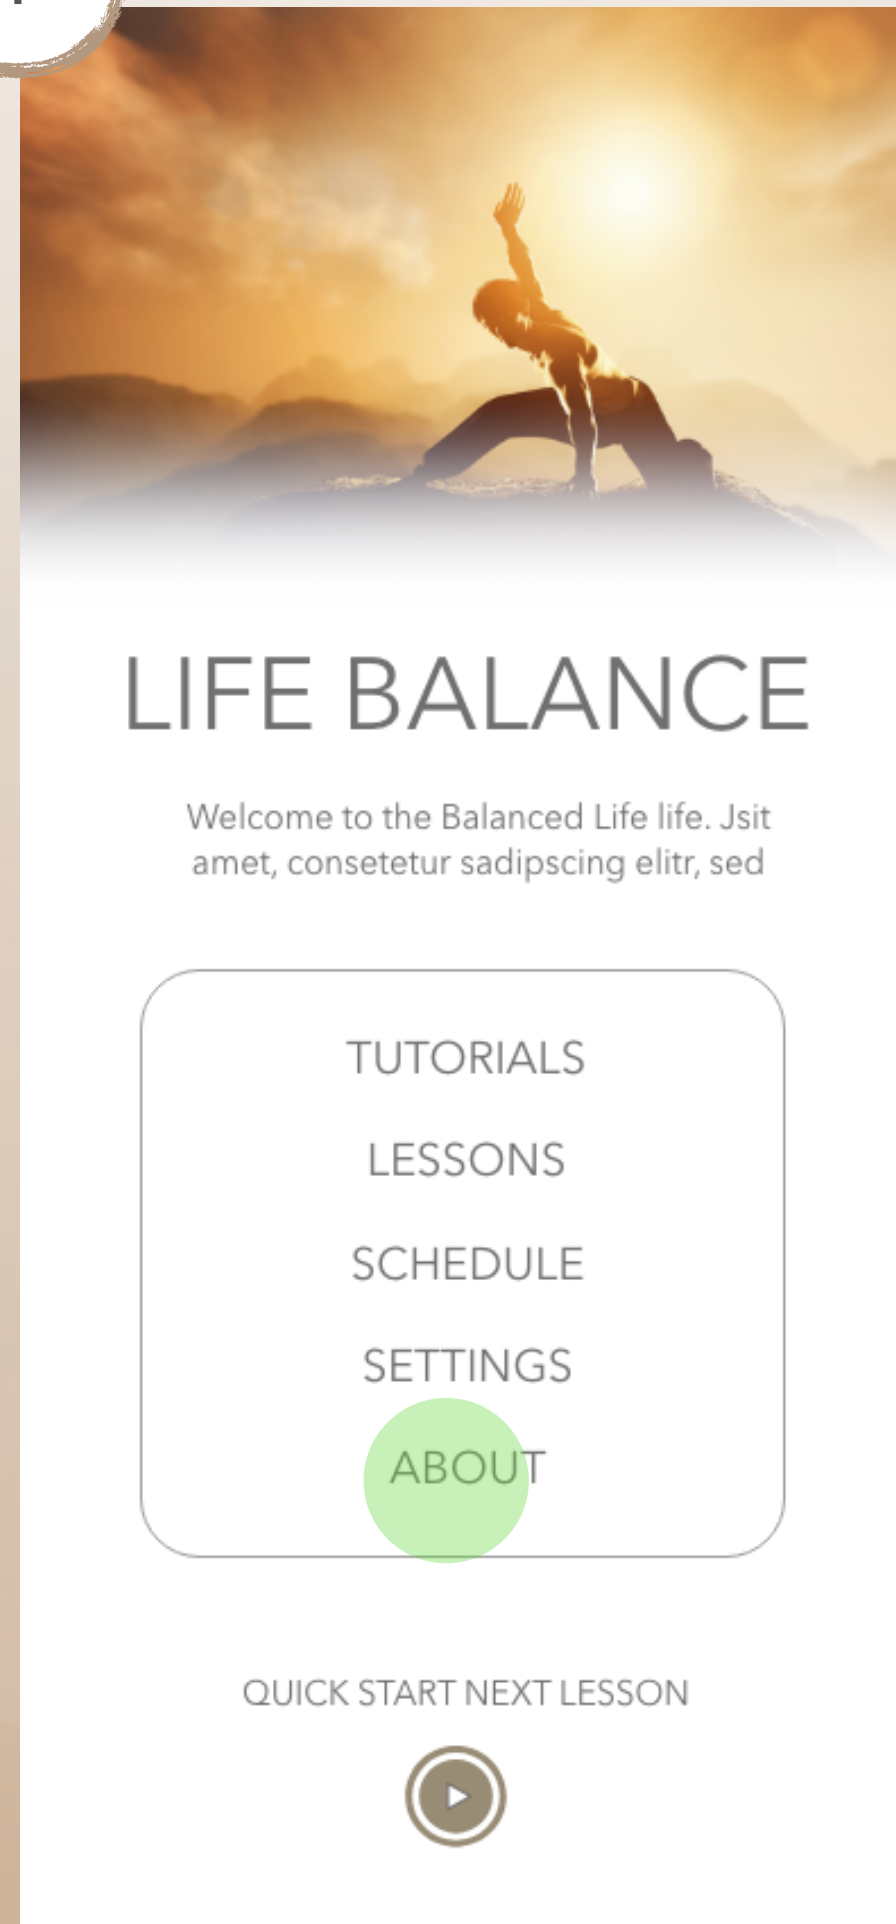 LIFE BALANCE
Welcome to the Balanced Life life. Jsit
amet, consetetur sadipscing elitr, sed
TUTORIALS
LESSONS
SCHEDULE
SETTINGS
ABOUT
QUICK START NEXT LESSON